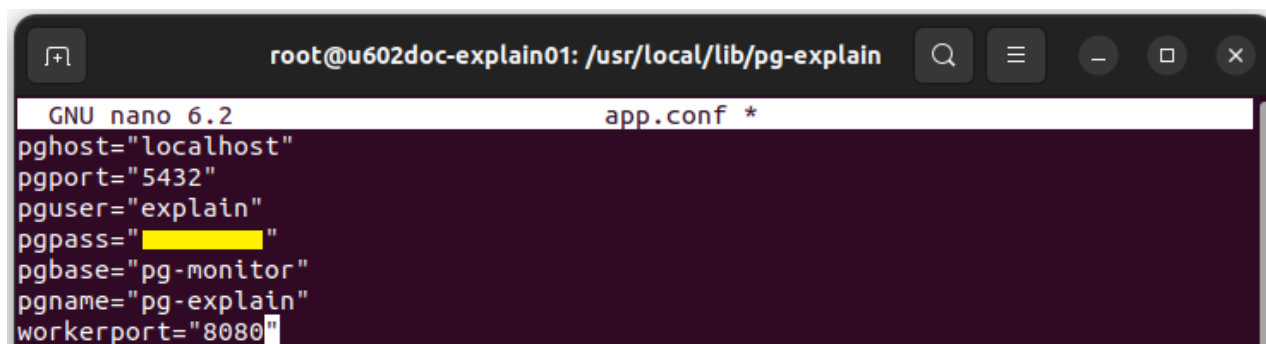 root@u602doc-explain01: /usr/local/lib/pg-explain
GNU nano 6.2 app.conf *
pghost="localhost"
pgport="5432"
pguser="explain"
pgpass=" "
pgbase="pg-monitor"
pgname="pg-explain"
workerport="8080"